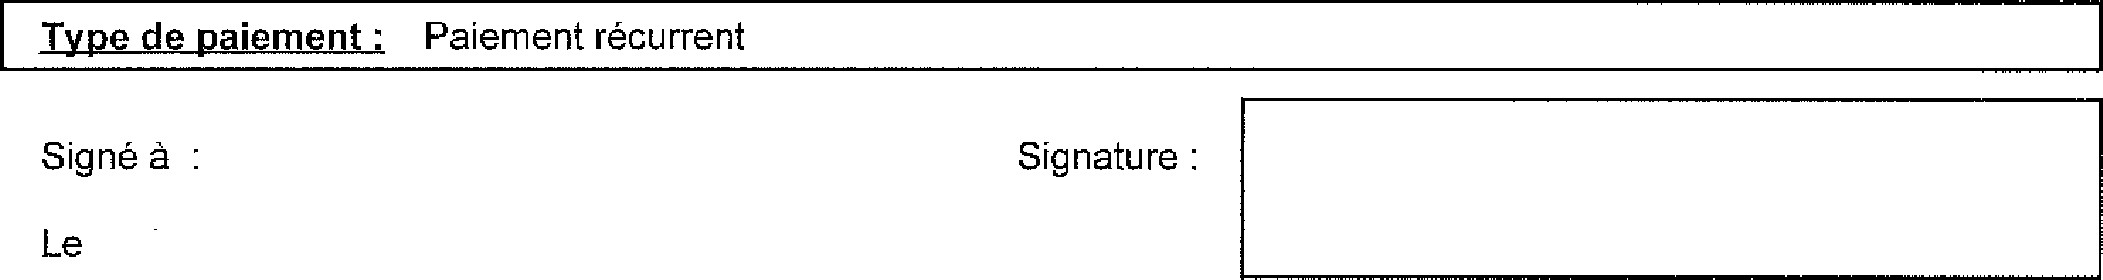 Type de paiement : Paiement récurrent
Signé à :
Signature :
Le